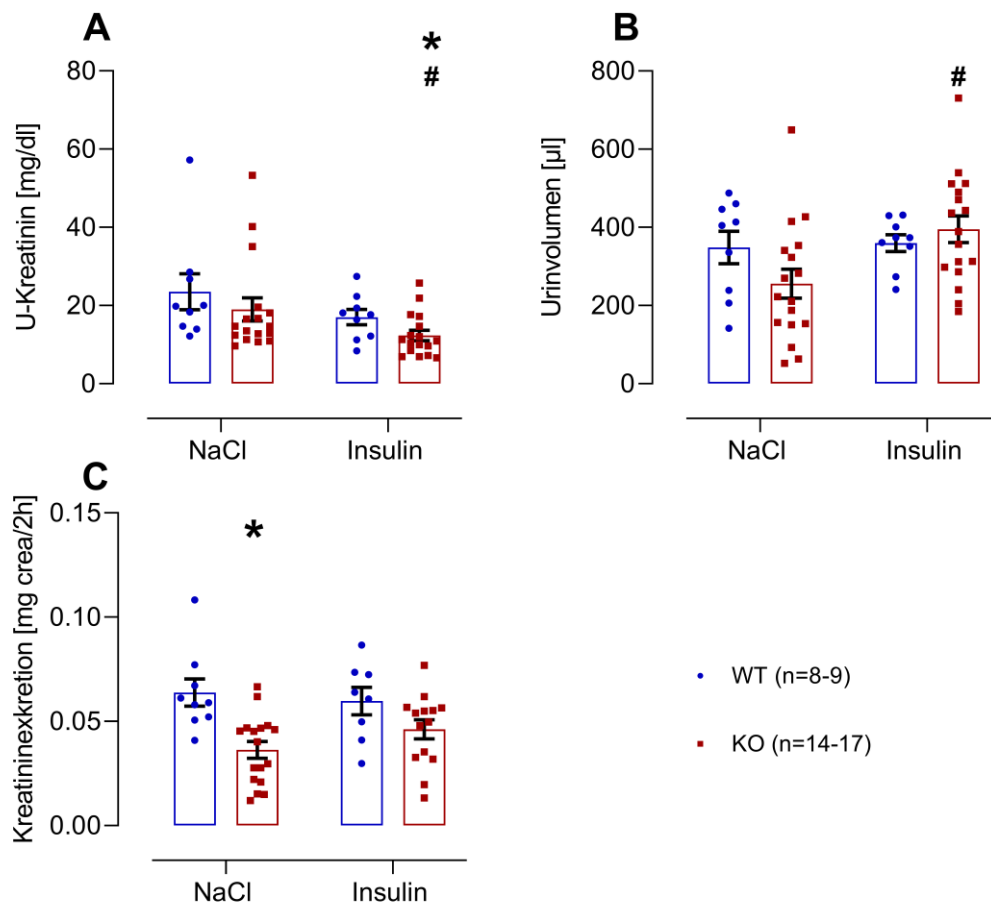 A
U-Kreatinin [mg/dl]
80
60
40
20
0
*
#
NaCl
Insulin
B
Urinvolumen [µl]
800
600
400
200
0
#
NaCl
Insulin
C
Kreatininexkretion [mg crea/2h]
0.15
0.10
0.05
0.00
*
NaCl
Insulin
WT (n=8-9)
KO (n=14-17)